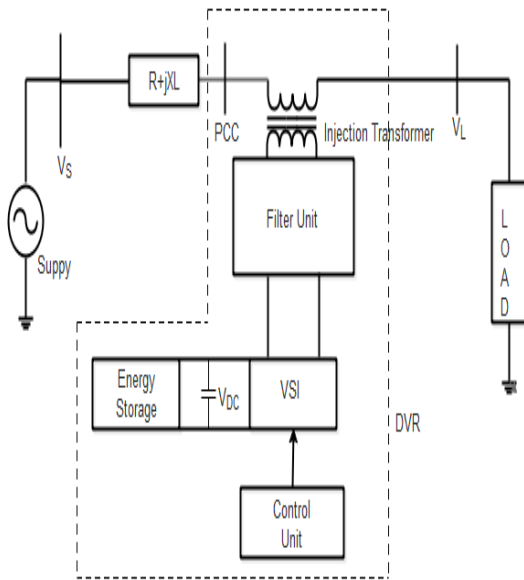 R+jXL
PCC
Injection Transformer
VS
VL
Suppy
Filter Unit
L
O
A
D
Energy
Storage
VDC
VSI
DVR
Control
Unit